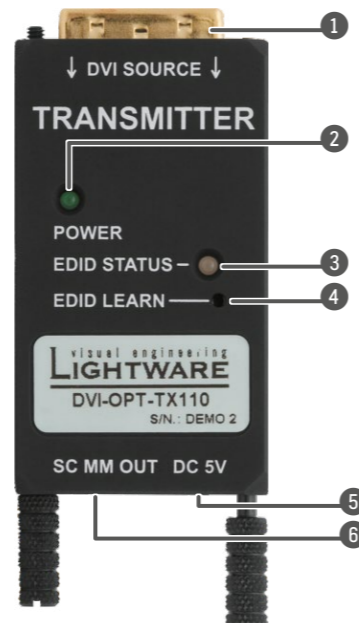 1
↓ DVI SOURCE ↓
TRANSMITTER
2
POWER
EDID STATUS
3
EDID LEARN
4
visual engineering
LIGHTWARE
DVI-OPT-TX110
S/N.: DEMO 2
SC MM OUT DC 5V
5
6